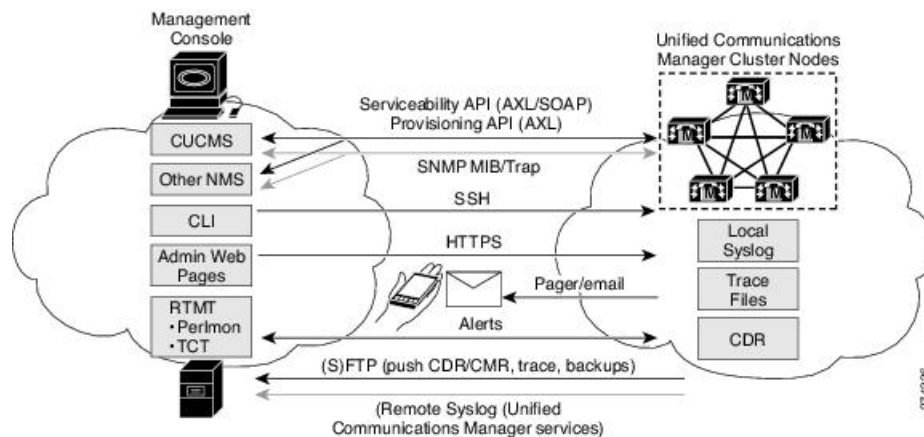 Management
Console
Unified Communications
Manager Cluster Nodes
Serviceability API (AXL/SOAP)
Provisioning API (AXL)
CUCMS
SNMP MIB/Trap
Other NMS
SSH
CLI
HTTPS
Local
Syslog
Admin Web
Pages
Pager/email
Trace
Files
RTMT
• Perlmon
• TCT
Alerts
CDR
(S)FTP (push CDR/CMR, trace, backups)
(Remote Syslog (Unified
Communications Manager services)
M
M
M
M
M